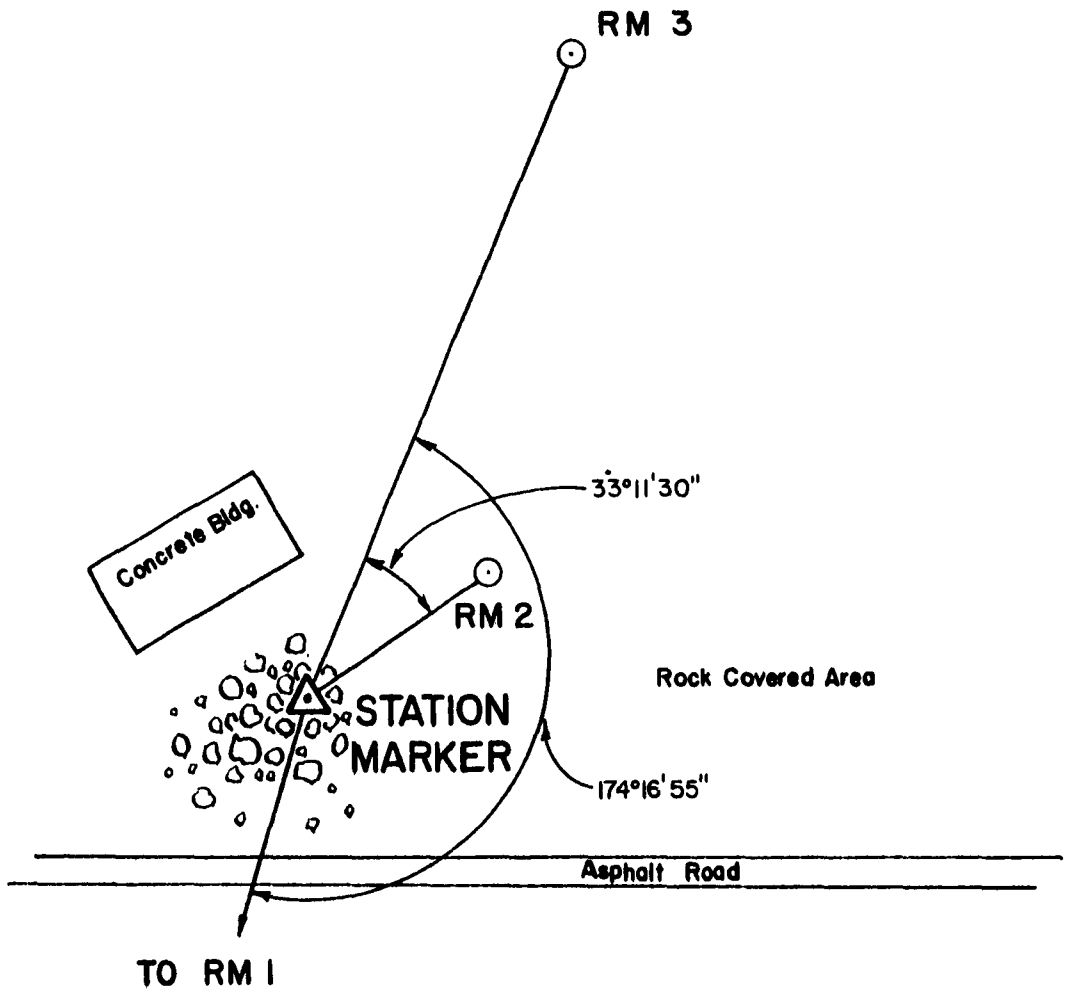 RM 3
33°11'30"
Concrete Bldg.
RM 2
Rock Covered Area
STATION
MARKER
174°16'55"
Asphalt Road
TO RM 1